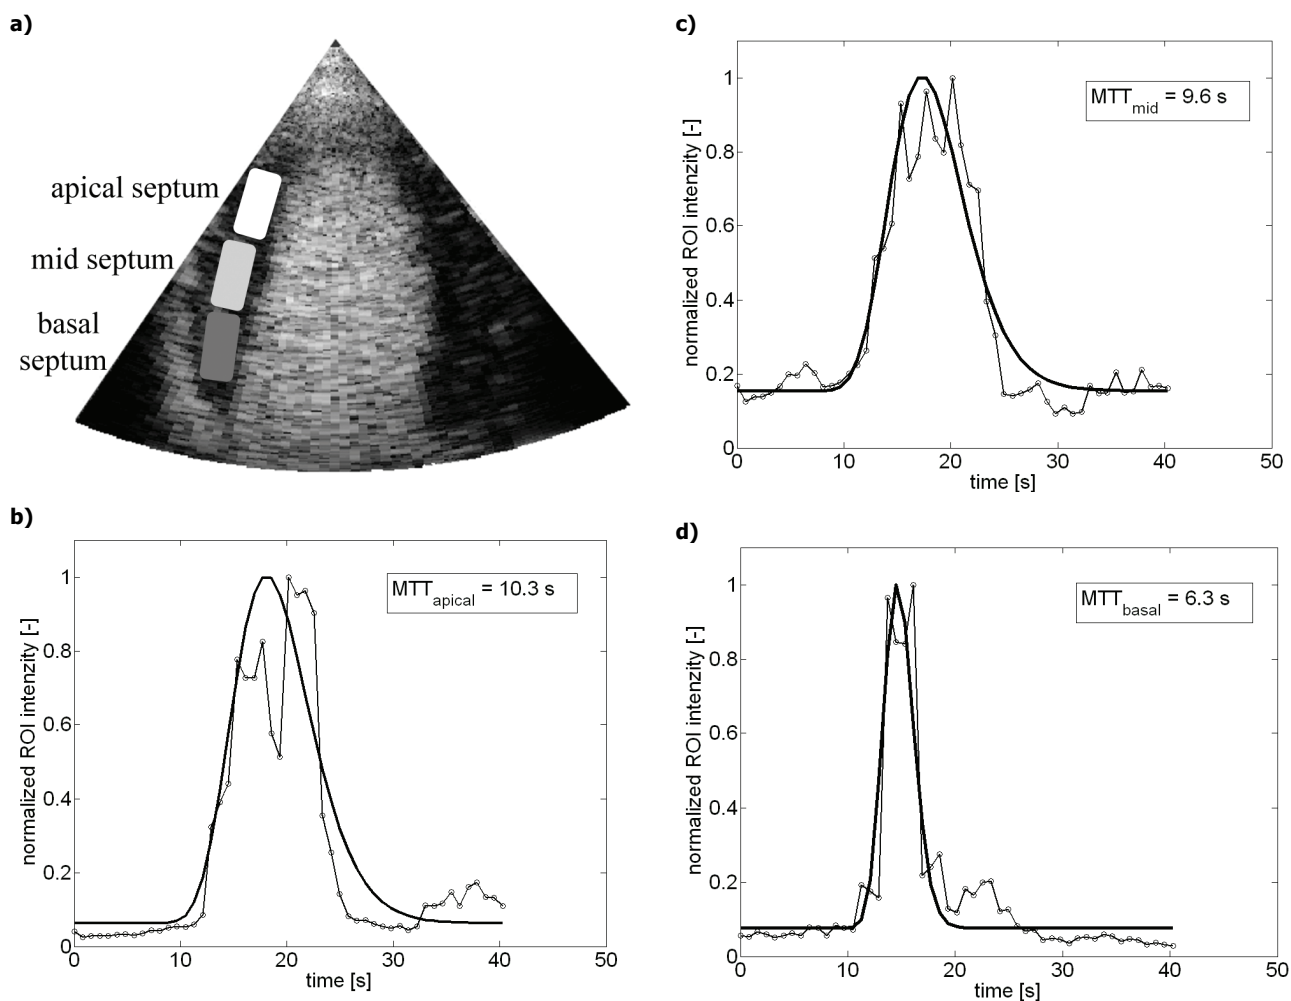 a)
apical septum
mid septum
basal
septum
b)
1
0.8
0.6
0.4
0.2
0
0
10
20
30
40
50
normalized ROI intenzity [-]
time [s]
MTTapical = 10.3 s
c)
1
0.8
0.6
0.4
0.2
0
0
10
20
30
40
50
normalized ROI intenzity [-]
time [s]
MTTmid = 9.6 s
d)
1
0.8
0.6
0.4
0.2
0
0
10
20
30
40
50
normalized ROI intenzity [-]
time [s]
MTTbasal = 6.3 s